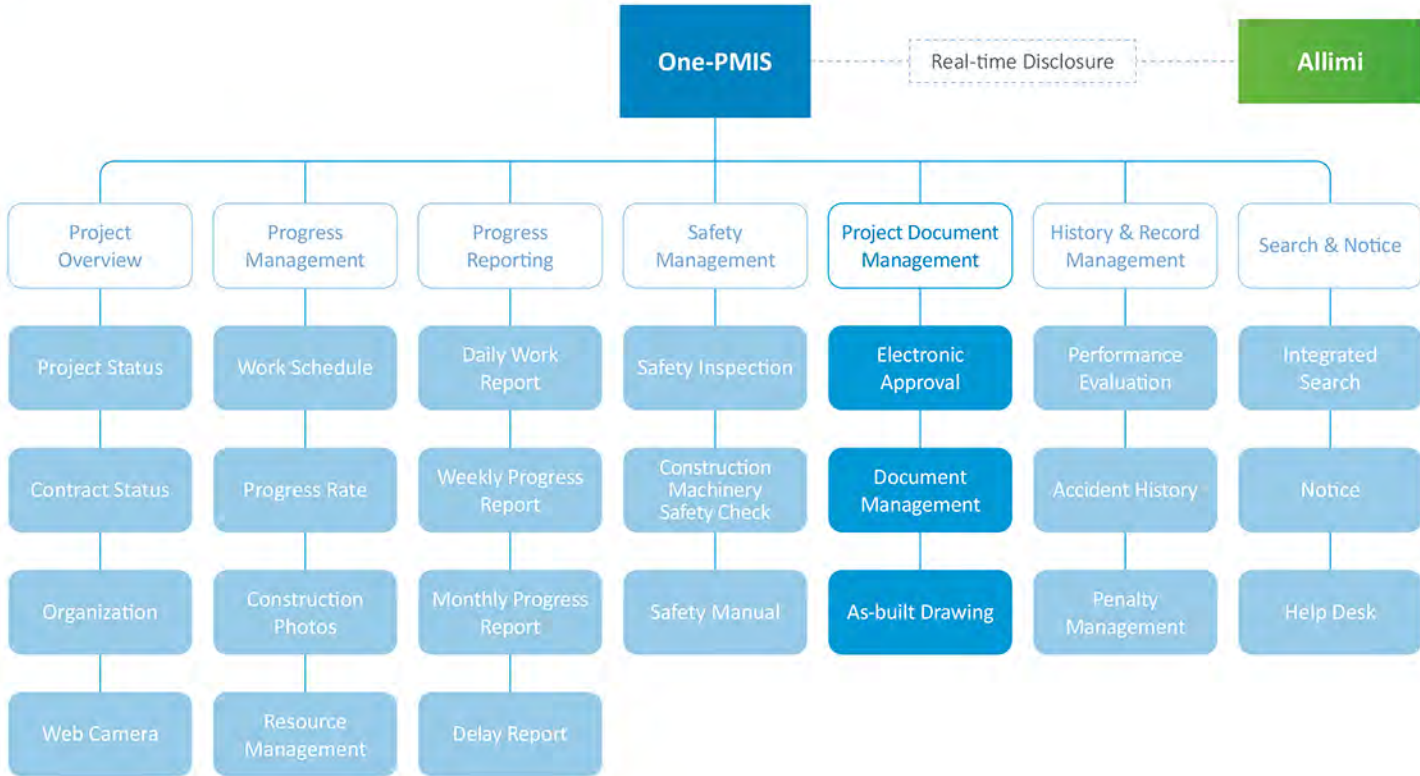 One-PMIS
Real-time Disclosure
Allimi
Project
Overview
Progress
Management
Progress
Reporting
Safety
Management
Project Document
Management
History & Record
Management
Search & Notice
Project Status
Work Schedule
Daily Work
Report
Safety Inspection
Electronic
Approval
Performance
Evaluation
Integrated
Search
Contract Status
Progress Rate
Weekly Progress
Report
Construction
Machinery
Safety Check
Document
Management
Accident History
Notice
Organization
Construction
Photos
Monthly Progress
Report
Safety Manual
As-built Drawing
Penalty
Management
Help Desk
Web Camera
Resource
Management
Delay Report